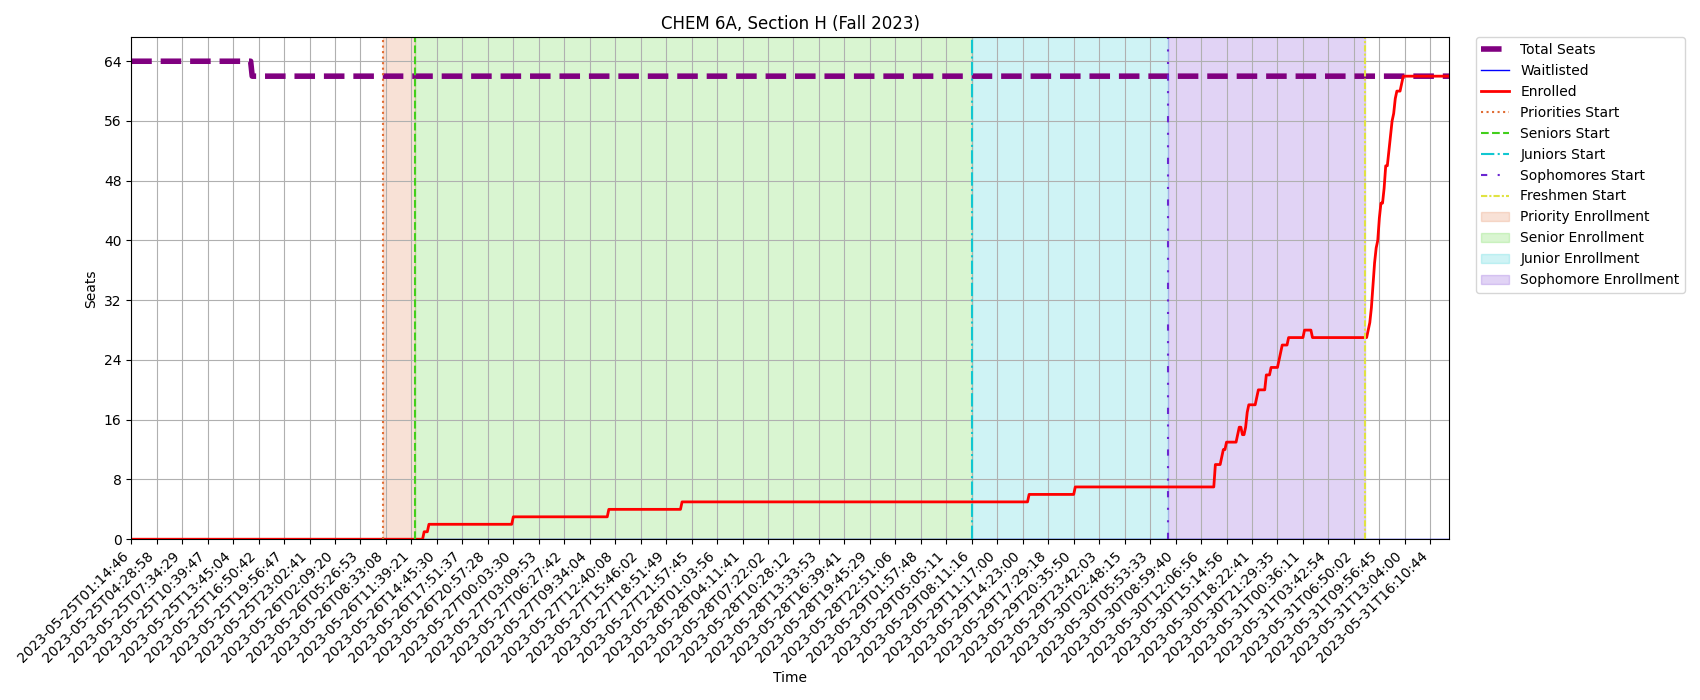 CHEM 6A, Section H (Fall 2023)
Seats
64
56
48
40
32
24
16
8
0
2023-05-25T01:14:46
2023-05-25T04:28:58
2023-05-25T07:34:29
2023-05-25T10:39:47
2023-05-25T13:45:04
2023-05-25T16:50:42
2023-05-25T19:56:47
2023-05-25T23:02:41
2023-05-26T02:09:20
2023-05-26T05:26:53
2023-05-26T08:33:08
2023-05-26T11:39:21
2023-05-26T14:45:30
2023-05-26T17:51:37
2023-05-26T20:57:28
2023-05-27T00:03:30
2023-05-27T03:09:53
2023-05-27T06:27:42
2023-05-27T09:34:04
2023-05-27T12:40:08
2023-05-27T15:46:02
2023-05-27T18:51:49
2023-05-27T21:57:45
2023-05-28T01:03:56
2023-05-28T04:11:41
2023-05-28T07:22:02
2023-05-28T10:28:12
2023-05-28T13:33:53
2023-05-28T16:39:41
2023-05-28T19:45:29
2023-05-28T22:51:06
2023-05-29T01:57:48
2023-05-29T05:05:11
2023-05-29T08:11:16
2023-05-29T11:17:00
2023-05-29T14:23:00
2023-05-29T17:29:18
2023-05-29T20:35:50
2023-05-29T23:42:03
2023-05-30T02:48:15
2023-05-30T05:53:33
2023-05-30T08:59:40
2023-05-30T12:06:56
2023-05-30T15:14:56
2023-05-30T18:22:41
2023-05-30T21:29:35
2023-05-31T00:36:11
2023-05-31T03:42:54
2023-05-31T06:50:02
2023-05-31T09:56:45
2023-05-31T13:04:00
2023-05-31T16:10:44
Time
Total Seats
Waitlisted
Enrolled
Priorities Start
Seniors Start
Juniors Start
Sophomores Start
Freshmen Start
Priority Enrollment
Senior Enrollment
Junior Enrollment
Sophomore Enrollment